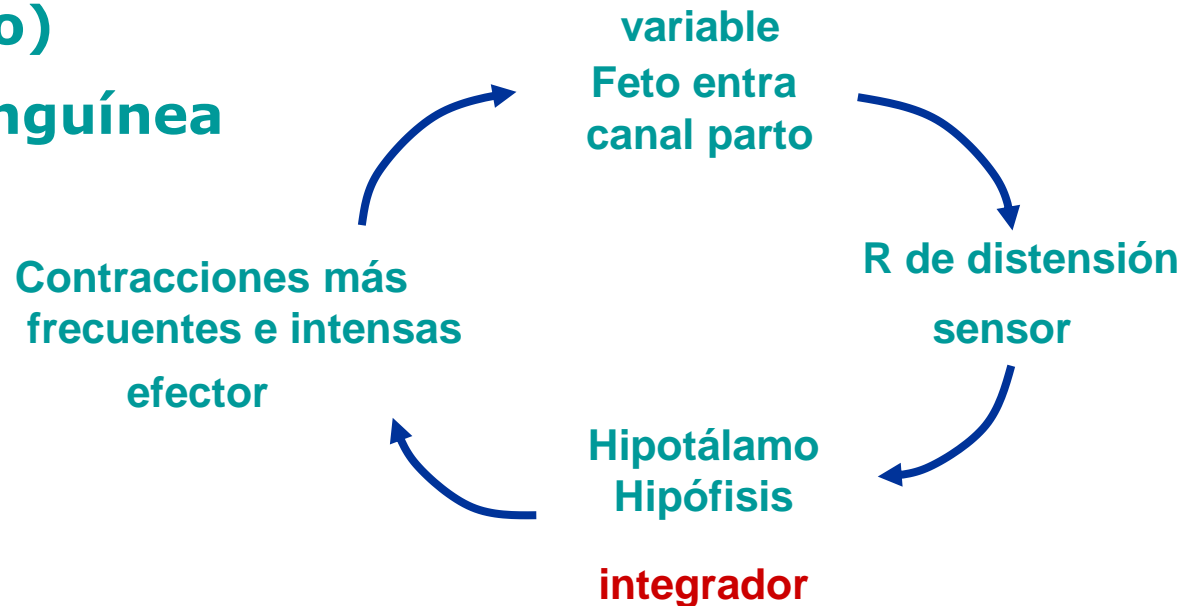 o)
nguínea
variable
Feto entra
canal parto
R de distensión
sensor
Hipotálamo
Hipófisis
integrador
Contracciones más
frecuentes e intensas
efector